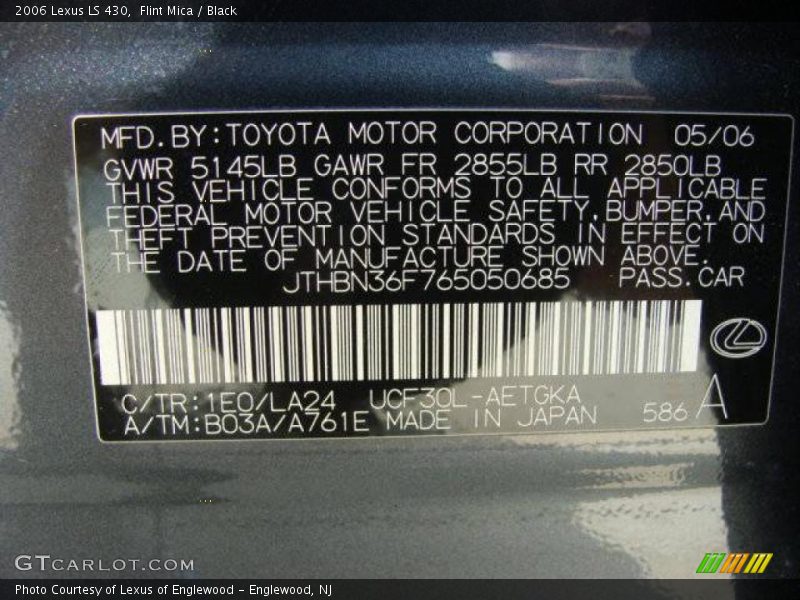 2006 Lexus LS 430, Flint Mica / Black
MFD.BY:TOYOTA MOTOR CORPORATION 05/06
GVWR 5145LB GAWR FR 2855LB RR 2850LB
THIS VEHICLE CONFORMS TO ALL APPLICABLE
FEDERAL MOTOR VEHICLE SAFETY,BUMPER,AND
THEFT PREVENTION STANDARDS IN EFFECT ON
THE DATE OF MANUFACTURE SHOWN ABOVE.
JTHBN36F765050685 PASS.CAR
C/TR:1E0/LA24 UCF30L-AETGKA
A/TM:B03A/A761E MADE IN JAPAN 586 A
GTCARLOT.COM
Photo Courtesy of Lexus of Englewood – Englewood, NJ